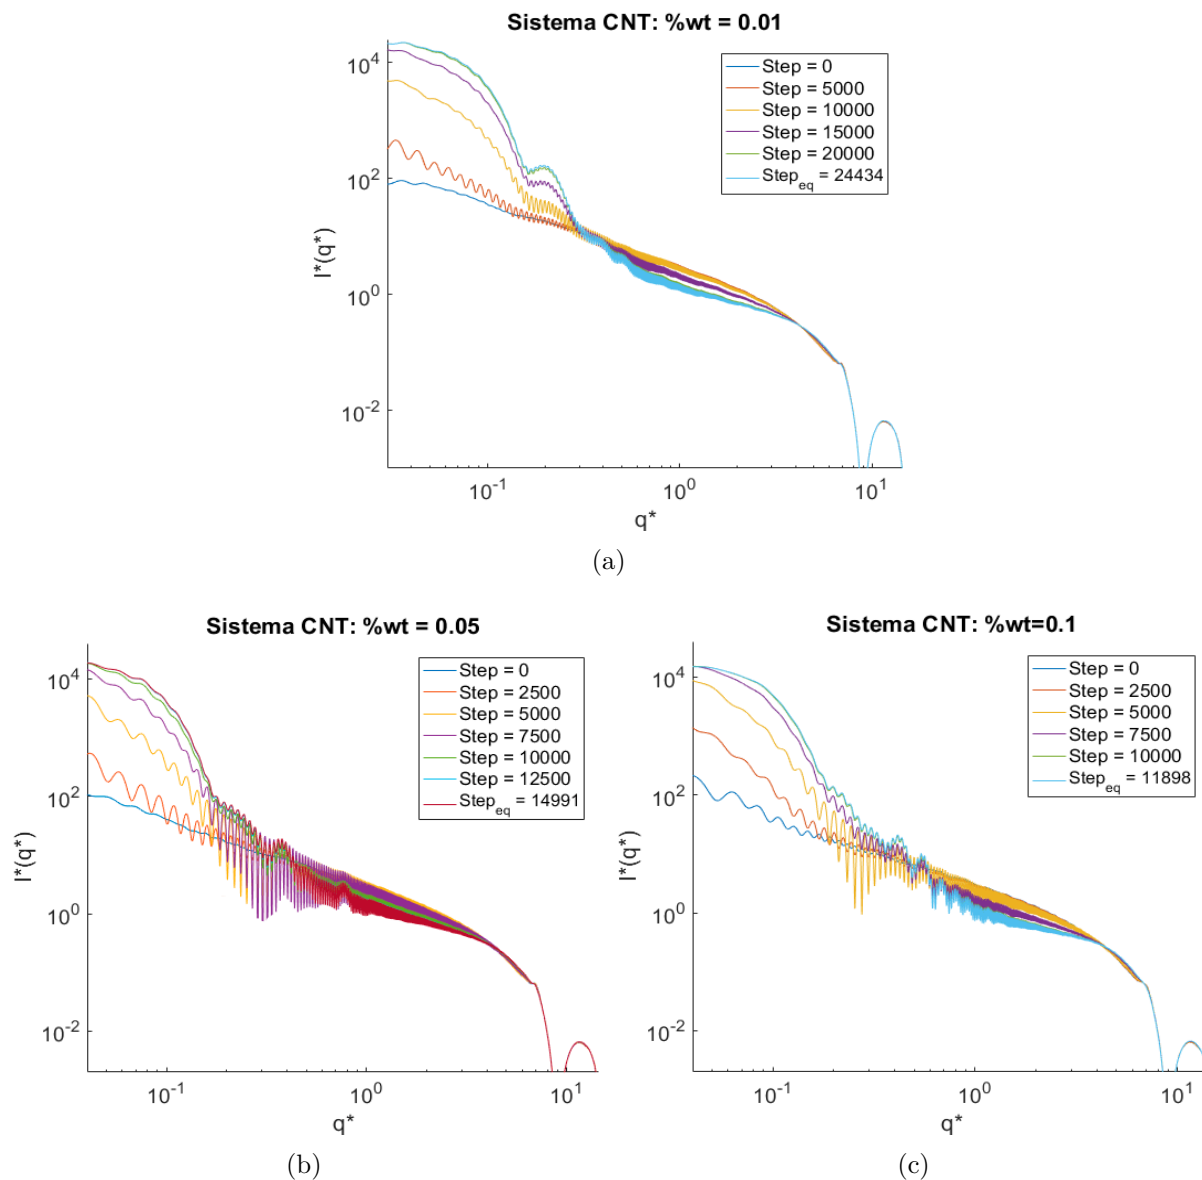 Sistema CNT: %wt = 0.01
Step = 0
Step = 5000
Step = 10000
Step = 15000
Step = 20000
Step_eq = 24434
10^4
10^2
10^0
10^-2
I*(q*)
10^-1
10^0
10^1
q*
(a)
Sistema CNT: %wt = 0.05
Step = 0
Step = 2500
Step = 5000
Step = 7500
Step = 10000
Step = 12500
Step_eq = 14991
10^4
10^2
10^0
10^-2
I*(q*)
10^-1
10^0
10^1
q*
(b)
Sistema CNT: %wt=0.1
Step = 0
Step = 2500
Step = 5000
Step = 7500
Step = 10000
Step_eq = 11898
10^4
10^2
10^0
10^-2
I*(q*)
10^-1
10^0
10^1
q*
(c)